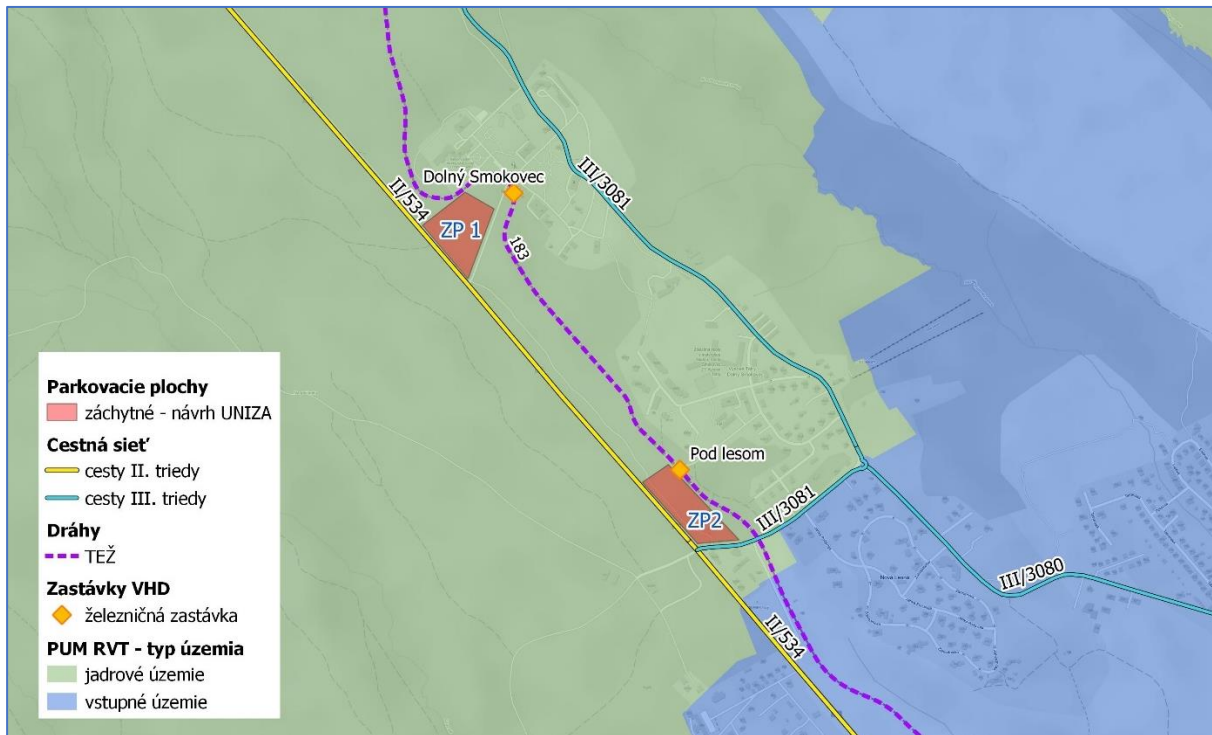 Dolný Smokovec
II/534
III/3081
ZP 1
183
Pod lesom
ZP2
III/3081
III/3080
II/534
Parkovacie plochy
záchytné - návrh UNIZA
Cestná sieť
cesty II. triedy
cesty III. triedy
Dráhy
TEŽ
Zastávky VHD
železničná zastávka
PUM RVT - typ územia
jadrové územie
vstupné územie